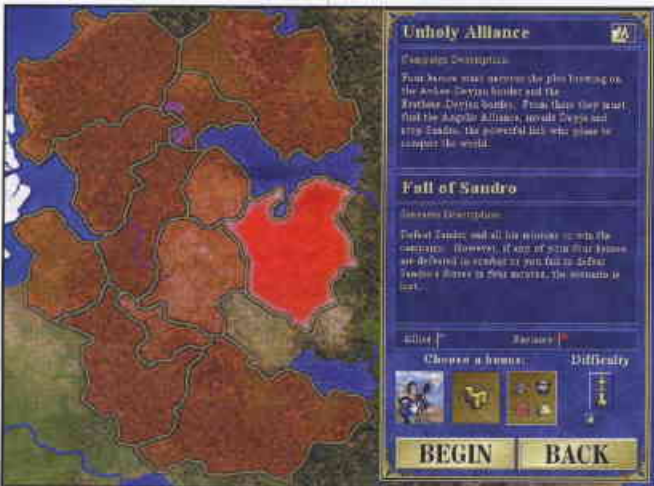 Unholy Alliance
Campaign Description:
Four heroes must uncover the plot brewing on
the Avlee-Deyjan border and the
Erathian-Deyjan border. From there they must
find the Angelic Alliance, invade Deyja and
stop Sandro, the powerful lich who plans to
conquer the world.
Fall of Sandro
Scenario Description:
Defeat Sandro and all his minions to win the
campaign. However, if any of your four heroes
are defeated in combat or you fail to defeat
Sandro's forces in four months, the scenario is
lost.
Allies: Enemies:
Choose a bonus: Difficulty
BEGIN BACK